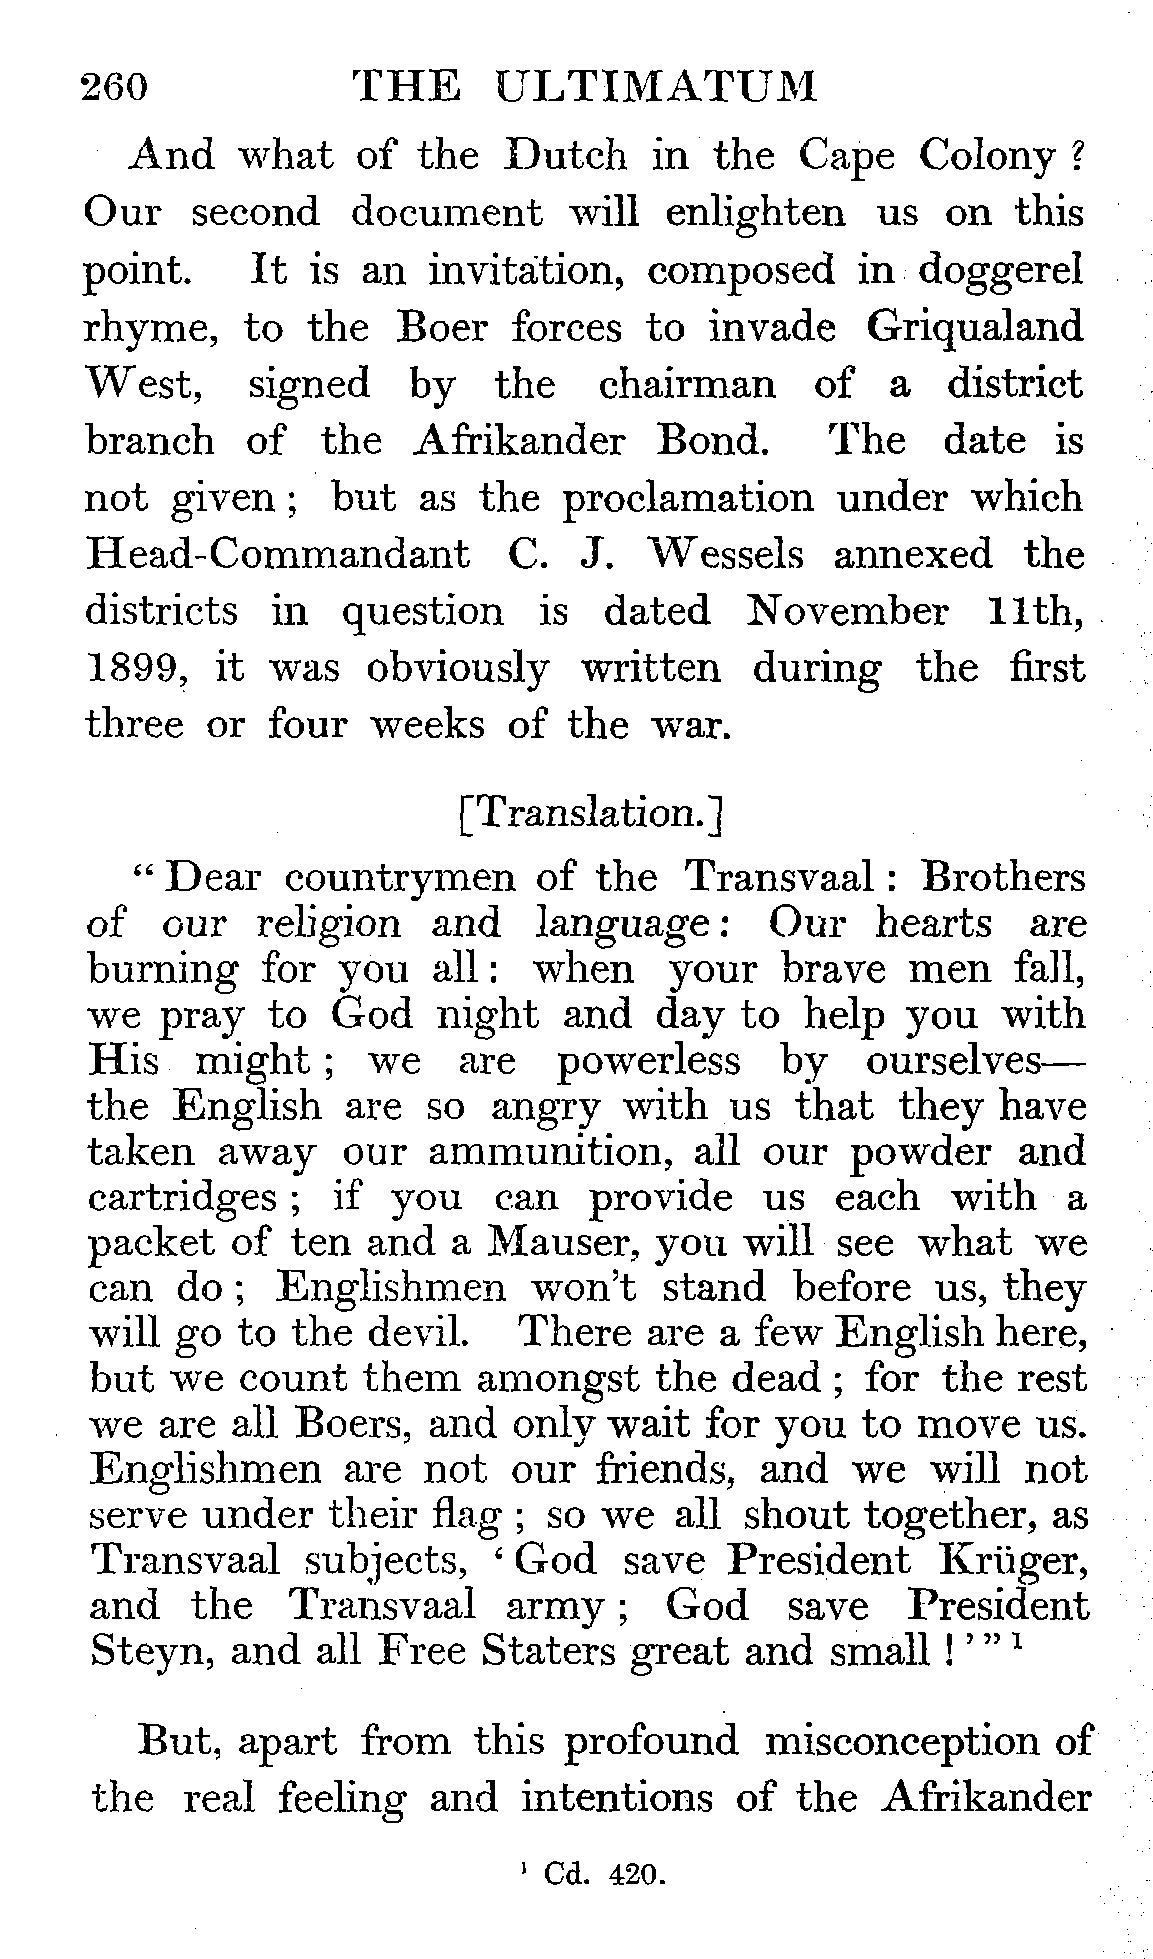 260 THE ULTIMATUM
And what of the Dutch in the Cape Colony ?
Our second document will enlighten us on this
point. It is an invitation, composed in doggerel
rhyme, to the Boer forces to invade Griqualand
West, signed by the chairman of a district
branch of the Afrikander Bond. The date is
not given ; but as the proclamation under which
Head-Commandant C. J. Wessels annexed the
districts in question is dated November 11th,
1899, it was obviously written during the first
three or four weeks of the war.
[Translation.]
“ Dear countrymen of the Transvaal : Brothers
of our religion and language : Our hearts are
burning for you all : when your brave men fall,
we pray to God night and day to help you with
His might ; we are powerless by ourselves—
the English are so angry with us that they have
taken away our ammunition, all our powder and
cartridges ; if you can provide us each with a
packet of ten and a Mauser, you will see what we
can do ; Englishmen won't stand before us, they
will go to the devil. There are a few English here,
but we count them amongst the dead ; for the rest
we are all Boers, and only wait for you to move us.
Englishmen are not our friends, and we will not
serve under their flag ; so we all shout together, as
Transvaal subjects, ‘ God save President Krüger,
and the Transvaal army ; God save President
Steyn, and all Free Staters great and small ! ’ ” ¹
But, apart from this profound misconception of
the real feeling and intentions of the Afrikander
¹ Cd. 420.